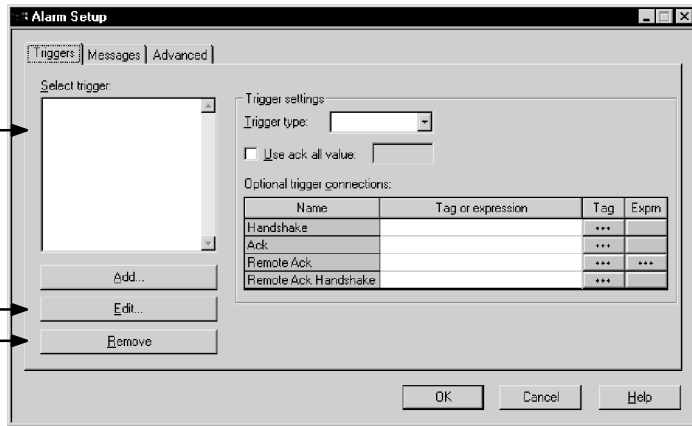 Alarm Setup
Triggers Messages Advanced
Select trigger:
Add...
Edit...
Remove
Trigger settings
Trigger type:
Use ack all value:
Optional trigger connections:
Name Tag or expression Tag Exprn
Handshake ...
Ack ...
Remote Ack ... ...
Remote Ack Handshake ...
OK Cancel Help